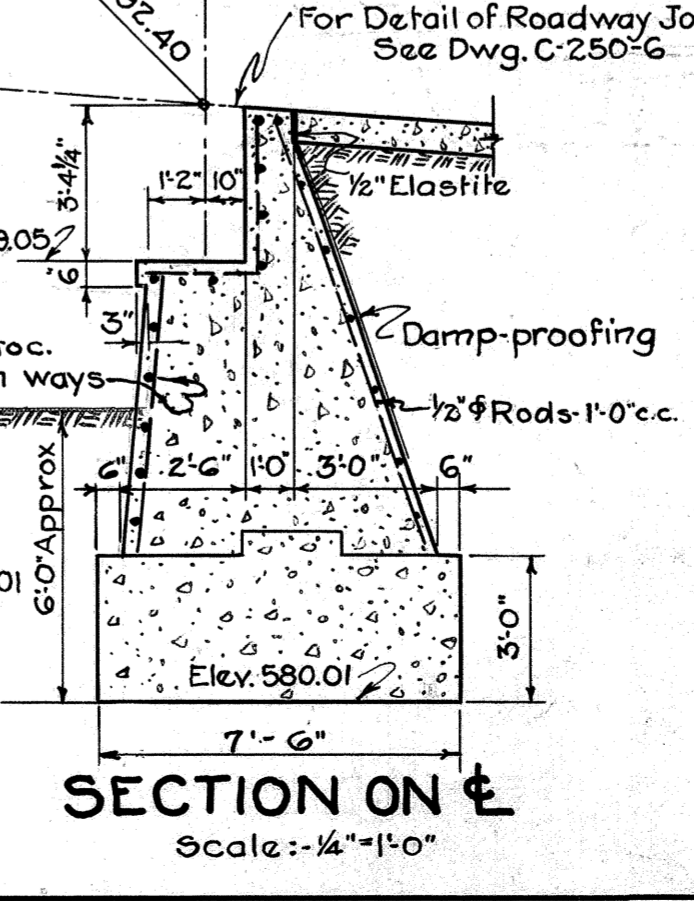 02.40
For Detail of Roadway Jo
See Dwg. C-250-6
3'-4¼"
1'-2" 10"
½" Elastite
9.05
6"
3"
Damp-proofing
oc.
n ways
½"ϕ Rods-1'-0"c.c.
6" 2'-6" 1'-0" 3'-0" 6"
6'-0" Approx
01
3'-0"
Elev. 580.01
7'-6"
SECTION ON ℄
Scale:-¼"=1'-0"